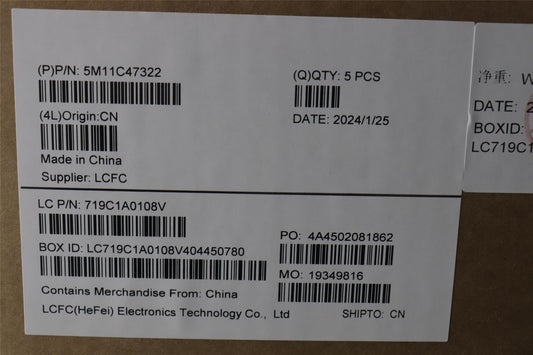 (P)P/N: 5M11C47322
(Q)QTY: 5 PCS
(4L)Origin:CN
DATE: 2024/1/25
Made in China
Supplier: LCFC
LC P/N: 719C1A0108V
PO: 4A4502081862
BOX ID: LC719C1A0108V404450780
MO: 19349816
Contains Merchandise From: China
LCFC(HeFei) Electronics Technology Co., Ltd
SHIPTO: CN
净重:
DATE:
BOXID: